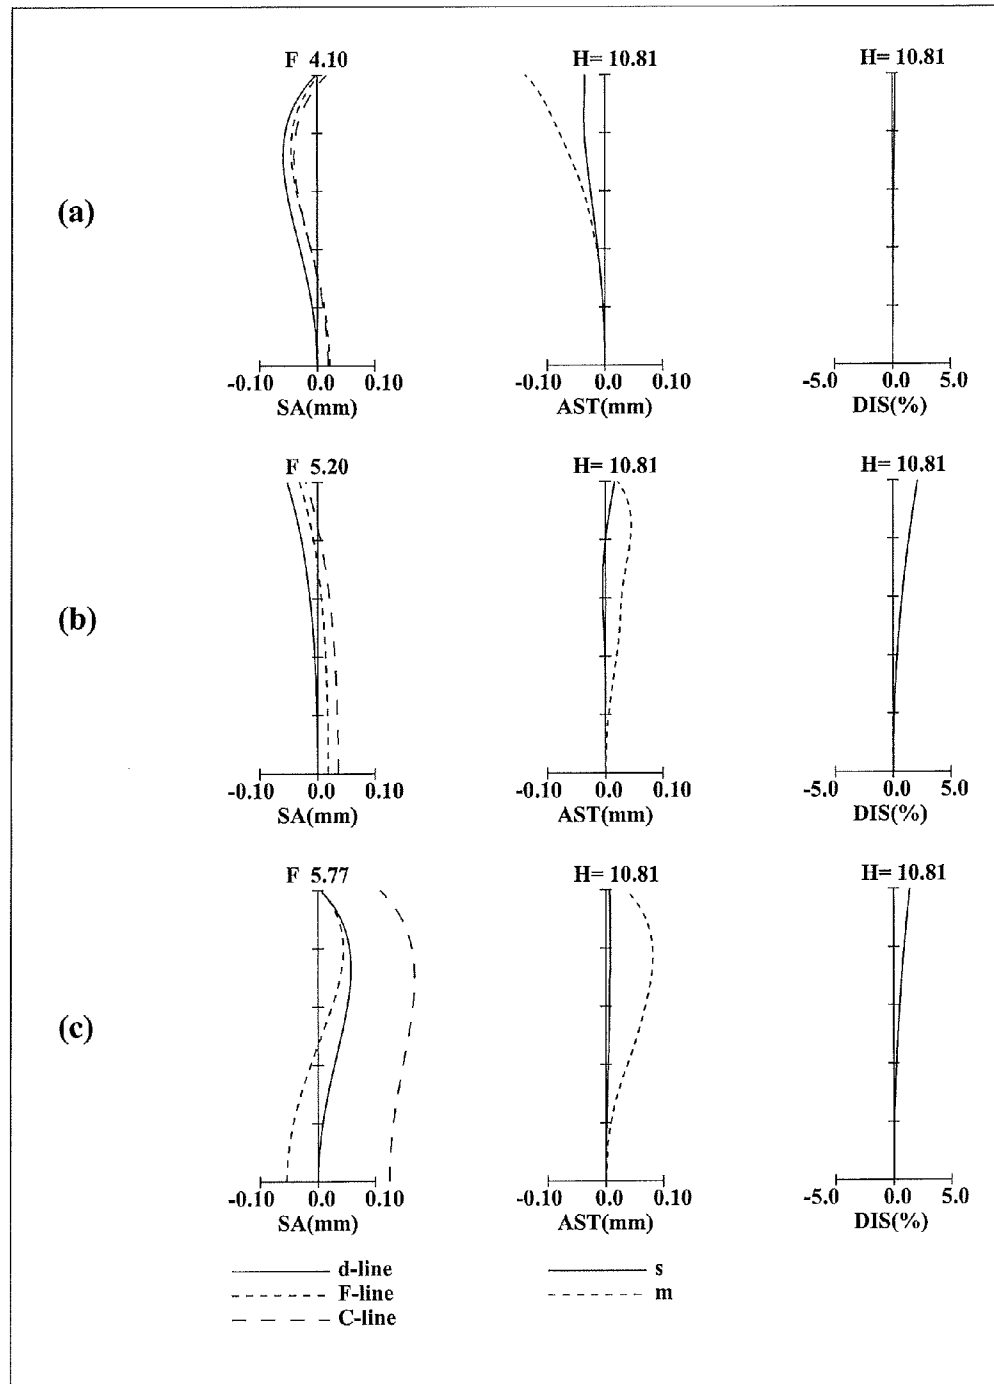 (a)
F 4.10
-0.10 0.0 0.10
SA(mm)
H= 10.81
-0.10 0.0 0.10
AST(mm)
H= 10.81
-5.0 0.0 5.0
DIS(%)
(b)
F 5.20
-0.10 0.0 0.10
SA(mm)
H= 10.81
-0.10 0.0 0.10
AST(mm)
H= 10.81
-5.0 0.0 5.0
DIS(%)
(c)
F 5.77
-0.10 0.0 0.10
SA(mm)
H= 10.81
-0.10 0.0 0.10
AST(mm)
H= 10.81
-5.0 0.0 5.0
DIS(%)
d-line
F-line
C-line
s
m